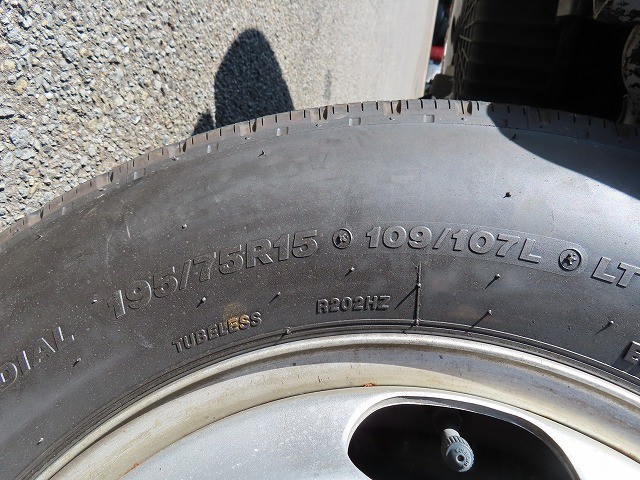 DIAL 195/75R15 K 109/107L K LT
TUBELESS R202HZ